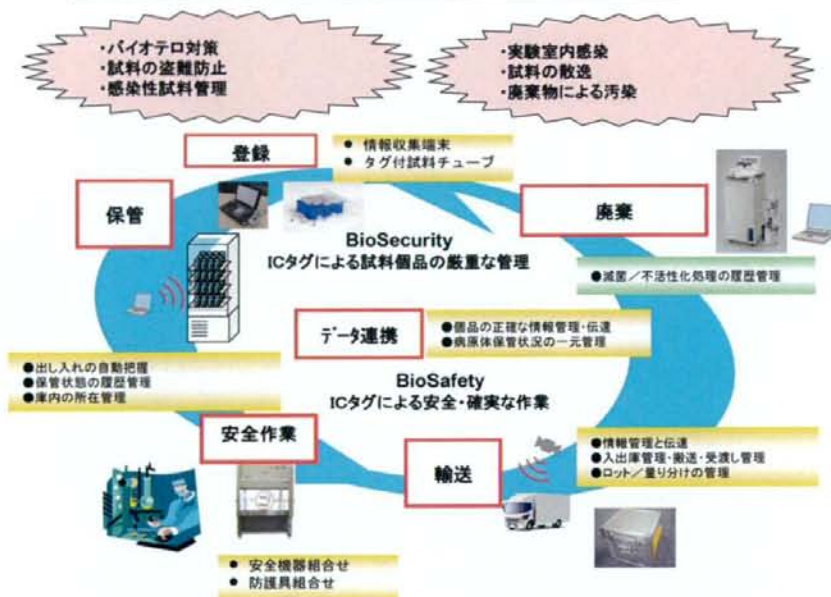 ・バイオテロ対策
・試料の盗難防止
・感染性試料管理
・実験室内感染
・試料の散逸
・廃棄物による汚染
登録
● 情報収集端末
● タグ付試料チューブ
保管
廃棄
BioSecurity
ICタグによる試料個品の厳重な管理
●滅菌／不活性化処理の履歴管理
データ連携
●個品の正確な情報管理・伝達
●病原体保管状況の一元管理
●出し入れの自動把握
●保管状態の履歴管理
●庫内の所在管理
BioSafety
ICタグによる安全・確実な作業
安全作業
輸送
●情報管理と伝達
●入出庫管理・搬送・受渡し管理
●ロット／量り分けの管理
● 安全機器組合せ
● 防護具組合せ